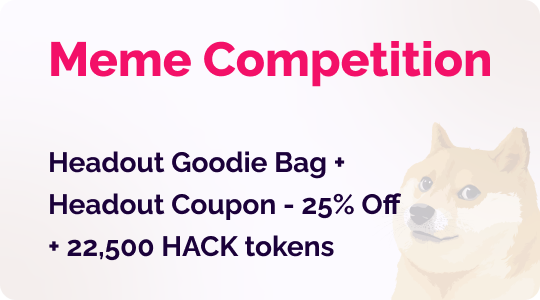 Meme Competition
Headout Goodie Bag +
Headout Coupon - 25% Off
+ 22,500 HACK tokens